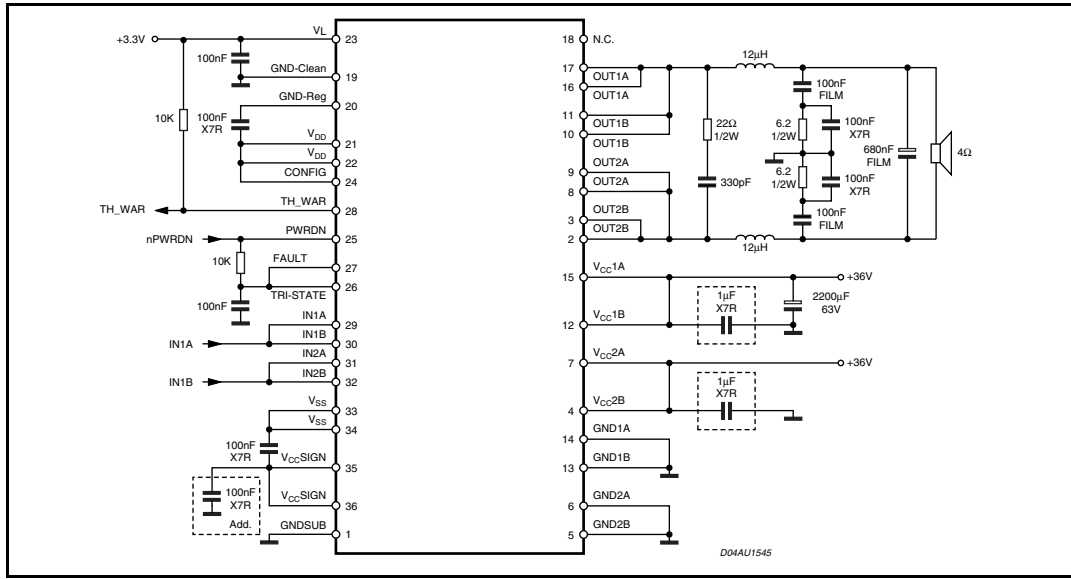 +3.3V
100nF
10K
100nF
X7R
TH_WAR
nPWRDN
10K
100nF
IN1A
IN1B
100nF
X7R
100nF
X7R
Add.
VL
23
GND-Clean
19
GND-Reg
20
VDD
21
VDD
22
CONFIG
24
TH_WAR
28
PWRDN
25
FAULT
27
26
TRI-STATE
IN1A
29
IN1B
30
IN2A
31
IN2B
32
VSS
33
VSS
34
VCCSIGN
35
VCCSIGN
36
GNDSUB
1
18 N.C.
17
OUT1A
16
OUT1A
11
OUT1B
10
OUT1B
OUT2A
9
OUT2A
8
OUT2B
3
OUT2B
2
12µH
22Ω
1/2W
330pF
12µH
100nF
FILM
6.2
1/2W
100nF
X7R
6.2
1/2W
100nF
X7R
100nF
FILM
680nF
FILM
4Ω
15
VCC1A
+36V
1µF
X7R
2200µF
63V
12
VCC1B
7
VCC2A
+36V
1µF
X7R
4
VCC2B
14
GND1A
13
GND1B
6
GND2A
5
GND2B
D04AU1545